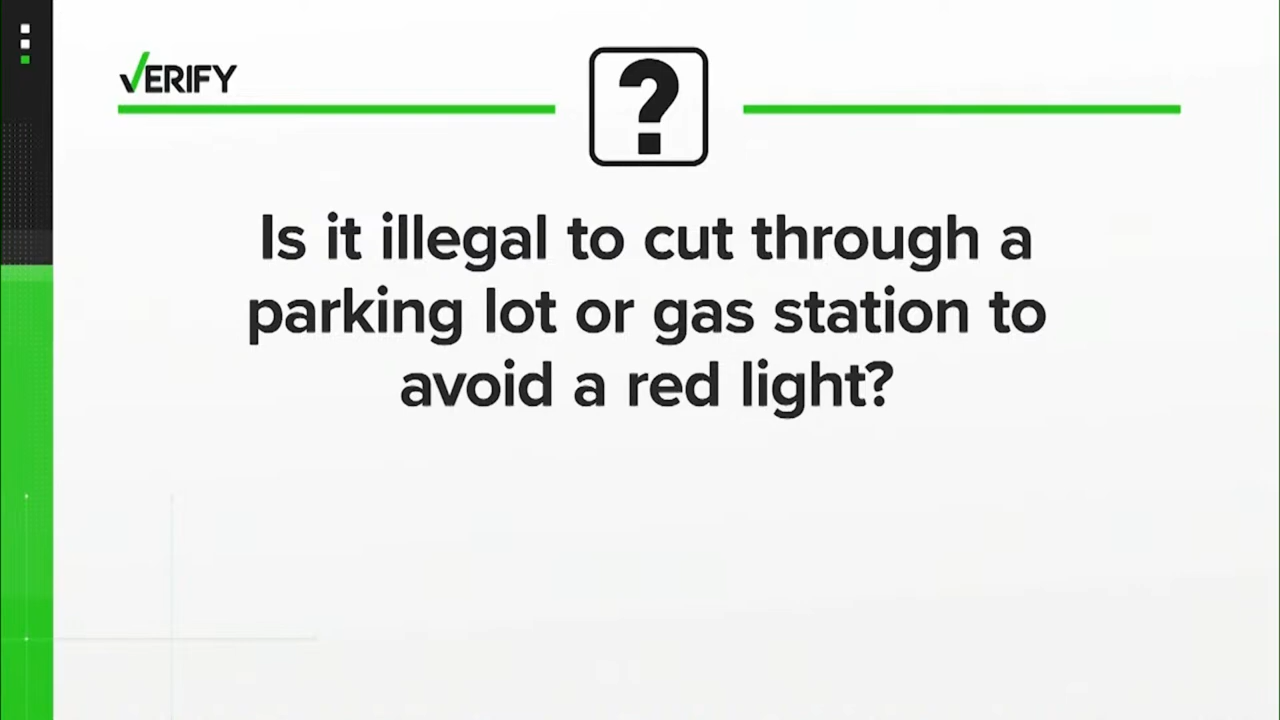 VERIFY
?
Is it illegal to cut through a
parking lot or gas station to
avoid a red light?